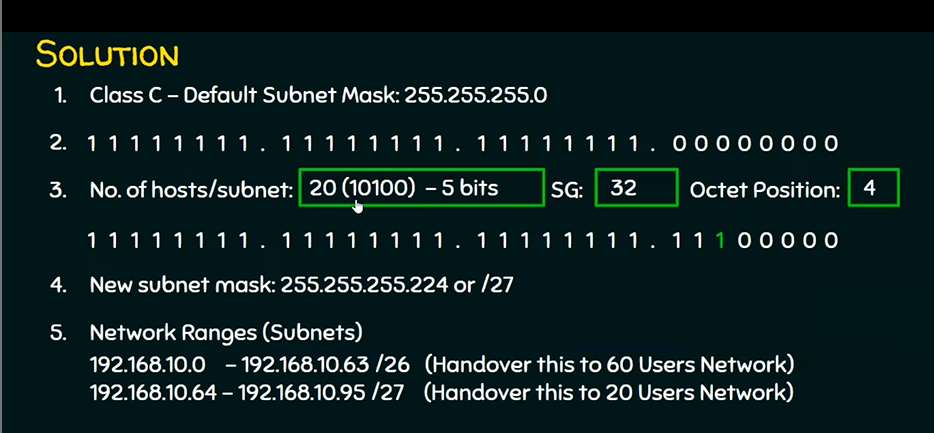 SOLUTION
1. Class C – Default Subnet Mask: 255.255.255.0
2. 1 1 1 1 1 1 1 1 . 1 1 1 1 1 1 1 1 . 1 1 1 1 1 1 1 1 . 0 0 0 0 0 0 0 0
3. No. of hosts/subnet: 20 (10100) – 5 bits SG: 32 Octet Position: 4
1 1 1 1 1 1 1 1 . 1 1 1 1 1 1 1 1 . 1 1 1 1 1 1 1 1 . 1 1 1 0 0 0 0 0
4. New subnet mask: 255.255.255.224 or /27
5. Network Ranges (Subnets)
192.168.10.0 – 192.168.10.63 /26 (Handover this to 60 Users Network)
192.168.10.64 – 192.168.10.95 /27 (Handover this to 20 Users Network)